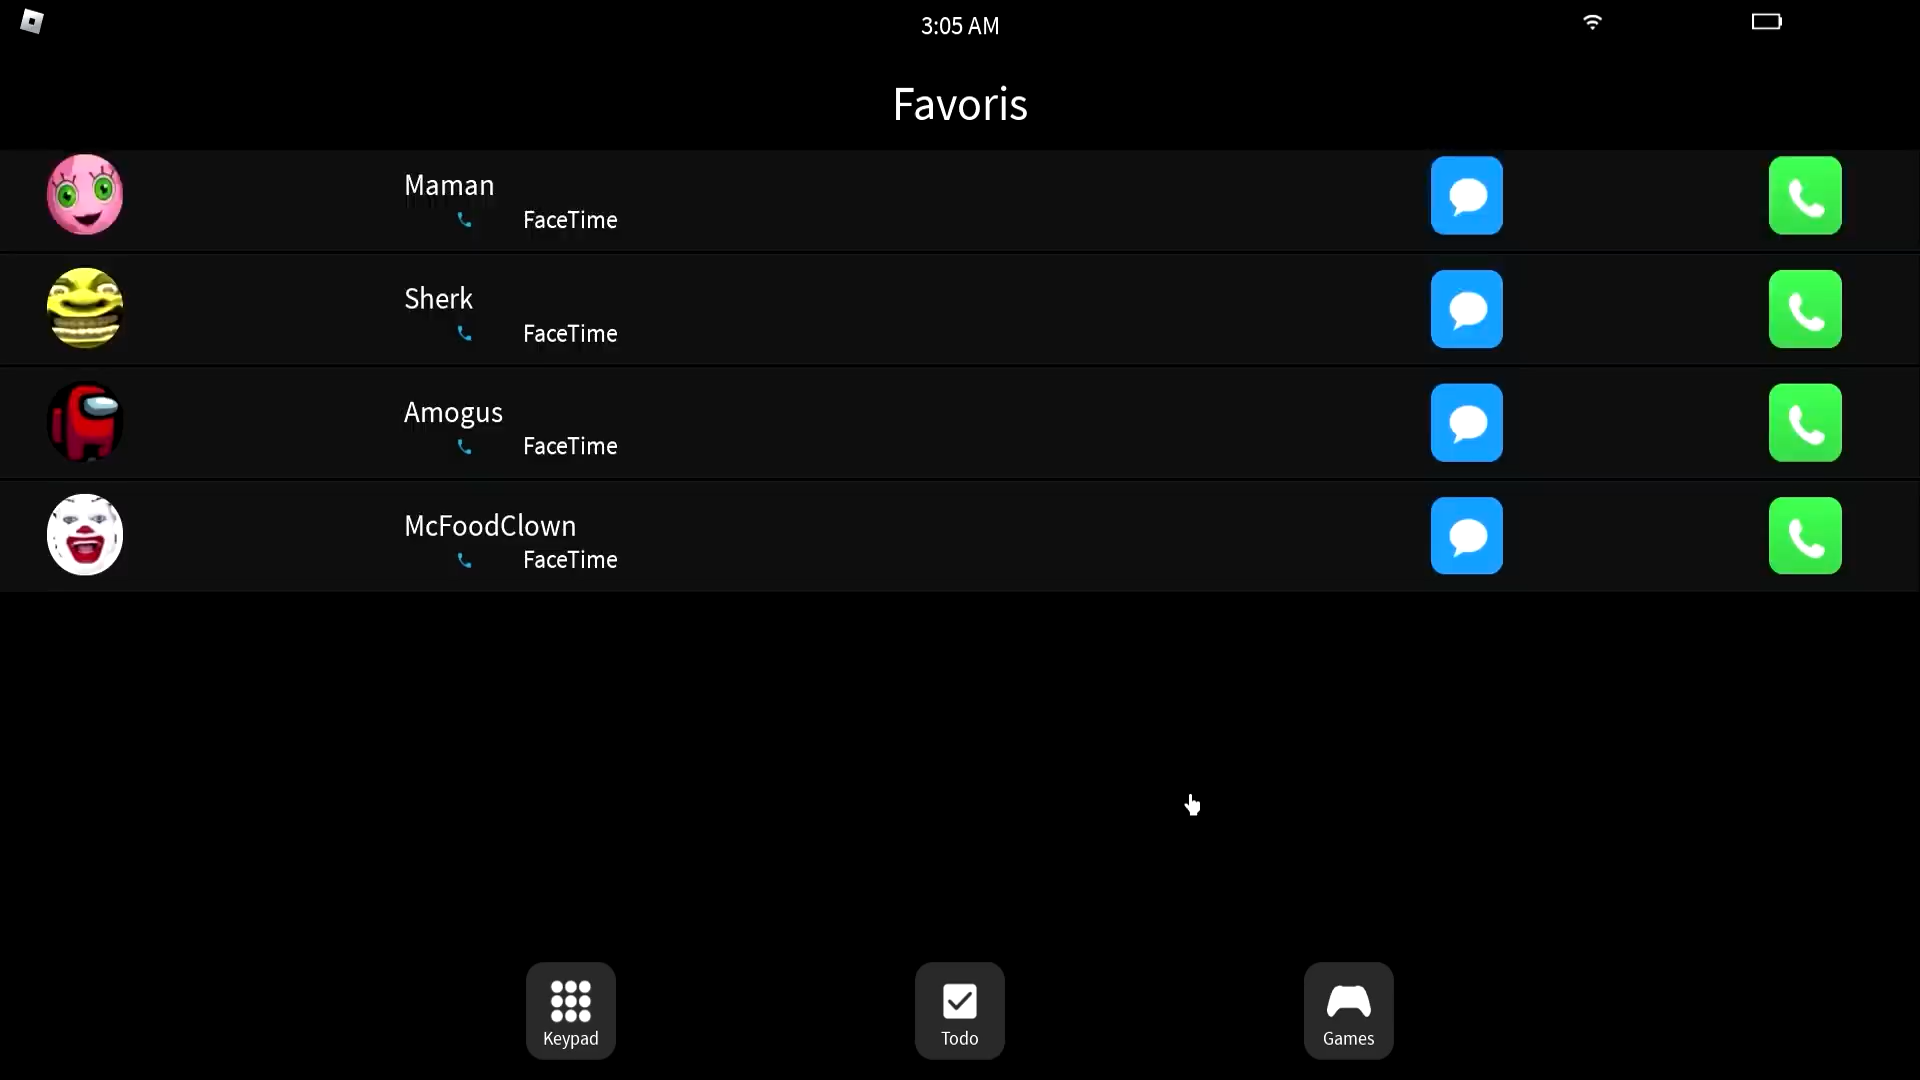 3:05 AM
Favoris
Maman
FaceTime
Sherk
FaceTime
Amogus
FaceTime
McFoodClown
FaceTime
Keypad
Todo
Games